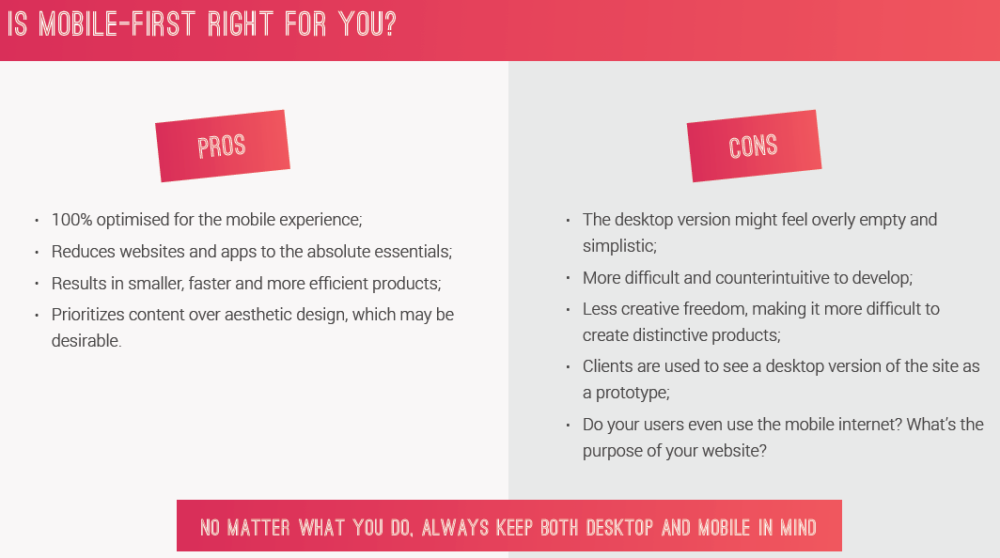 IS MOBILE-FIRST RIGHT FOR YOU?
PROS
• 100% optimised for the mobile experience;
• Reduces websites and apps to the absolute essentials;
• Results in smaller, faster and more efficient products;
• Prioritizes content over aesthetic design, which may be
desirable.
CONS
• The desktop version might feel overly empty and
simplistic;
• More difficult and counterintuitive to develop;
• Less creative freedom, making it more difficult to
create distinctive products;
• Clients are used to see a desktop version of the site as
a prototype;
• Do your users even use the mobile internet? What's the
purpose of your website?
NO MATTER WHAT YOU DO, ALWAYS KEEP BOTH DESKTOP AND MOBILE IN MIND